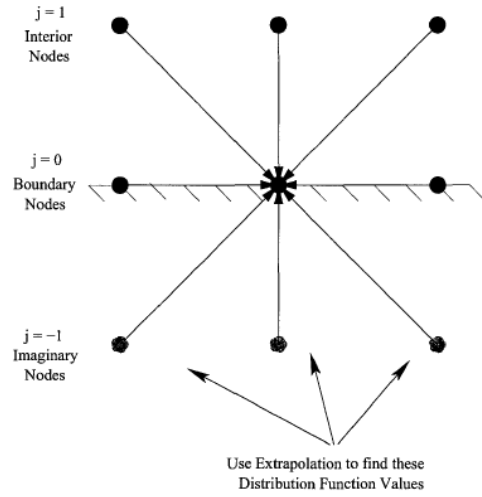 j = 1
Interior
Nodes
j = 0
Boundary
Nodes
j = −1
Imaginary
Nodes
Use Extrapolation to find these
Distribution Function Values